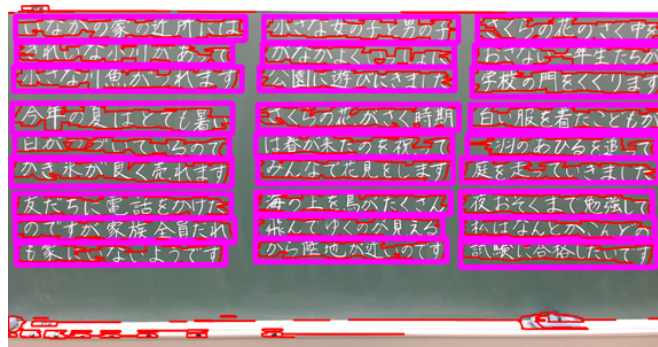 いなかの家の近所には
きれいな小川があって
小さな川魚がつれます
小さな女の子と男の子
がなかよくいっしょに
公園に遊びにきました
さくらの花のさく中を
おさない一年生たちが
学校の門をくぐります
今年の夏はとても暑い
日がつづいているので
かき氷が良く売れます
さくらの花がさく時期
は春が来たのを祝って
みんなで花見をします
白い服を着たこどもが
一羽のあひるを追って
庭を走っていきました
友だちに電話をかけた
のですが家族全員だれ
も家にいないようです
海の上を鳥がたくさん
飛んでゆくのが見える
から陸地が近いのです
夜おそくまで勉強して
私はなんとかこんどの
試験に合格したいです